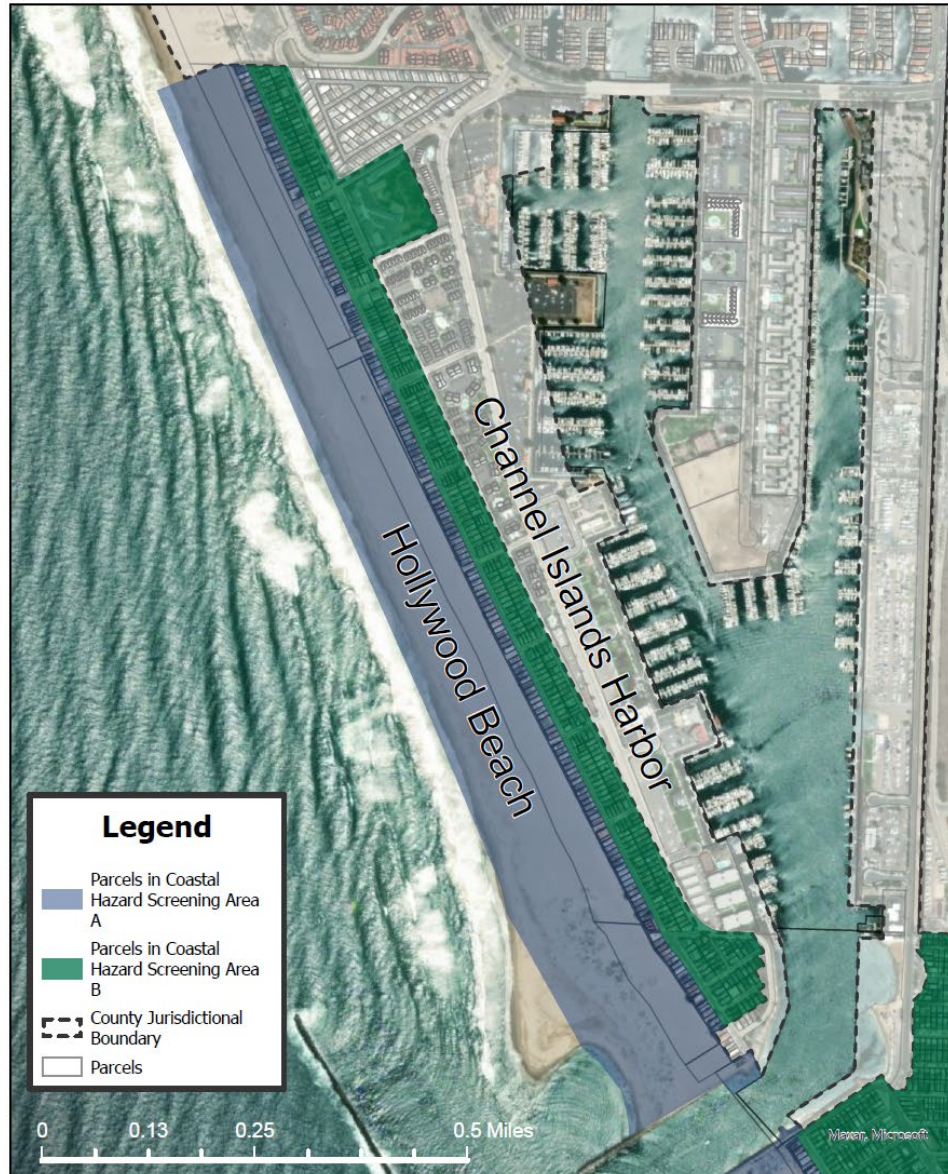 Channel Islands Harbor
Hollywood Beach
Legend
Parcels in Coastal
Hazard Screening Area
A
Parcels in Coastal
Hazard Screening Area
B
County Jurisdictional
Boundary
Parcels
0 0.13 0.25 0.5 Miles
Maxar, Microsoft